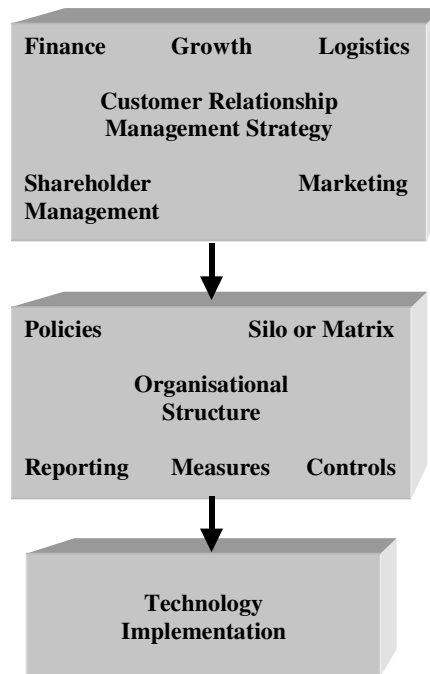 Finance Growth Logistics
Customer Relationship
Management Strategy
Shareholder Marketing
Management
Policies Silo or Matrix
Organisational
Structure
Reporting Measures Controls
Technology
Implementation